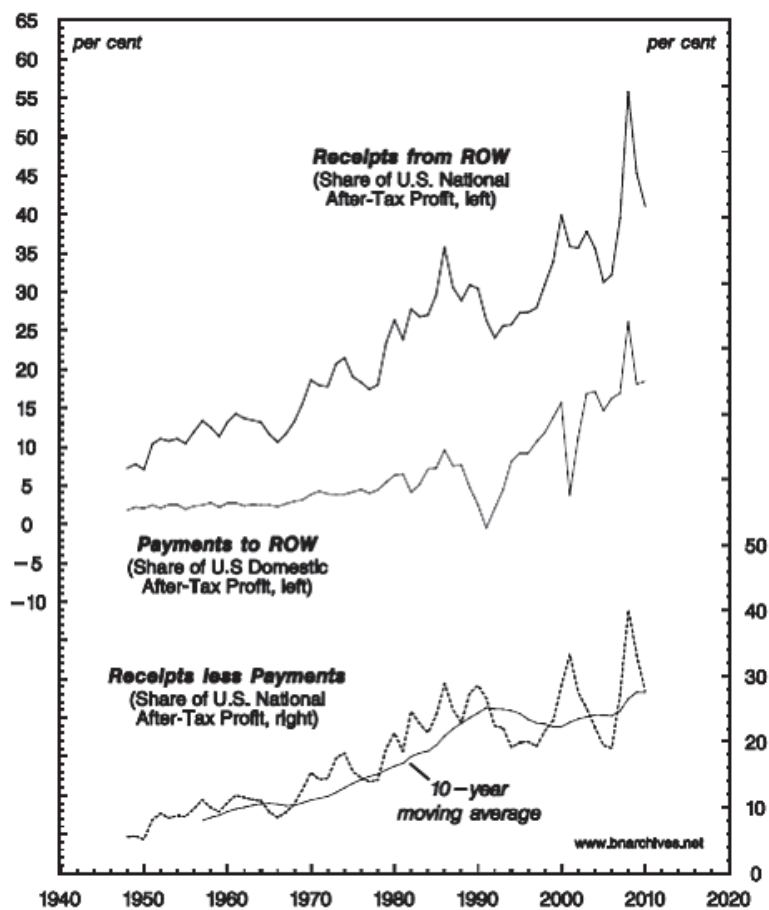 65
60
55
50
45
40
35
30
25
20
15
10
5
0
−5
−10
per cent
per cent
Receipts from ROW
(Share of U.S. National
After-Tax Profit, left)
Payments to ROW
(Share of U.S Domestic
After-Tax Profit, left)
50
40
30
20
10
0
Receipts less Payments
(Share of U.S. National
After-Tax Profit, right)
10-year
moving average
www.bnarchives.net
1940 1950 1960 1970 1980 1990 2000 2010 2020